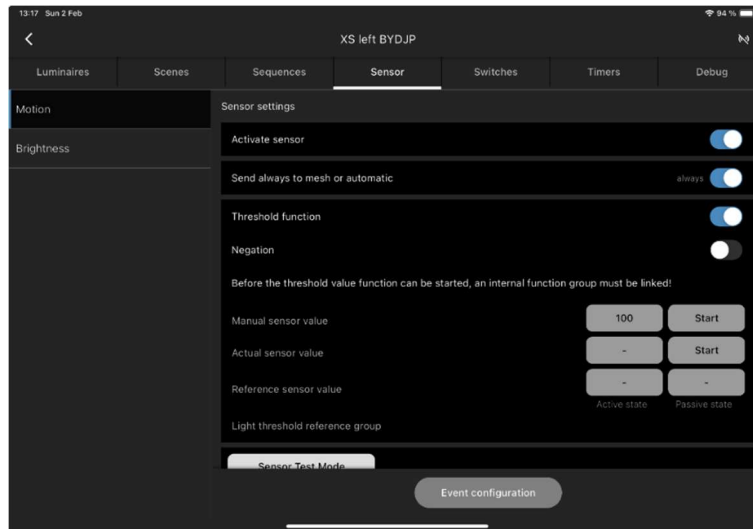 13:17 Sun 2 Feb
94 %
XS left BYDJP
Luminaires Scenes Sequences Sensor Switches Timers Debug
Motion
Brightness
Sensor settings
Activate sensor
Send always to mesh or automatic always
Threshold function
Negation
Before the threshold value function can be started, an internal function group must be linked!
Manual sensor value 100 Start
Actual sensor value - Start
Reference sensor value - -
Active state Passive state
Light threshold reference group
Sensor Test Mode
Event configuration